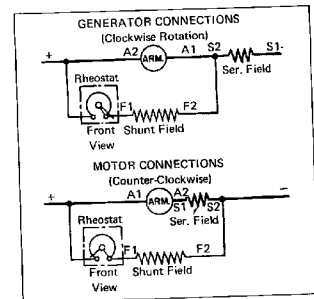 GENERATOR CONNECTIONS
(Clockwise Rotation)
A2 A1 S2 S1-
+ ARM.
Ser. Field
Rheostat
F1 F2
Front Shunt Field
View
MOTOR CONNECTIONS
(Counter-Clockwise)
A1 A2
+ ARM. S1 S2 –
Rheostat Ser. Field
F1 F2
Front Shunt Field
View